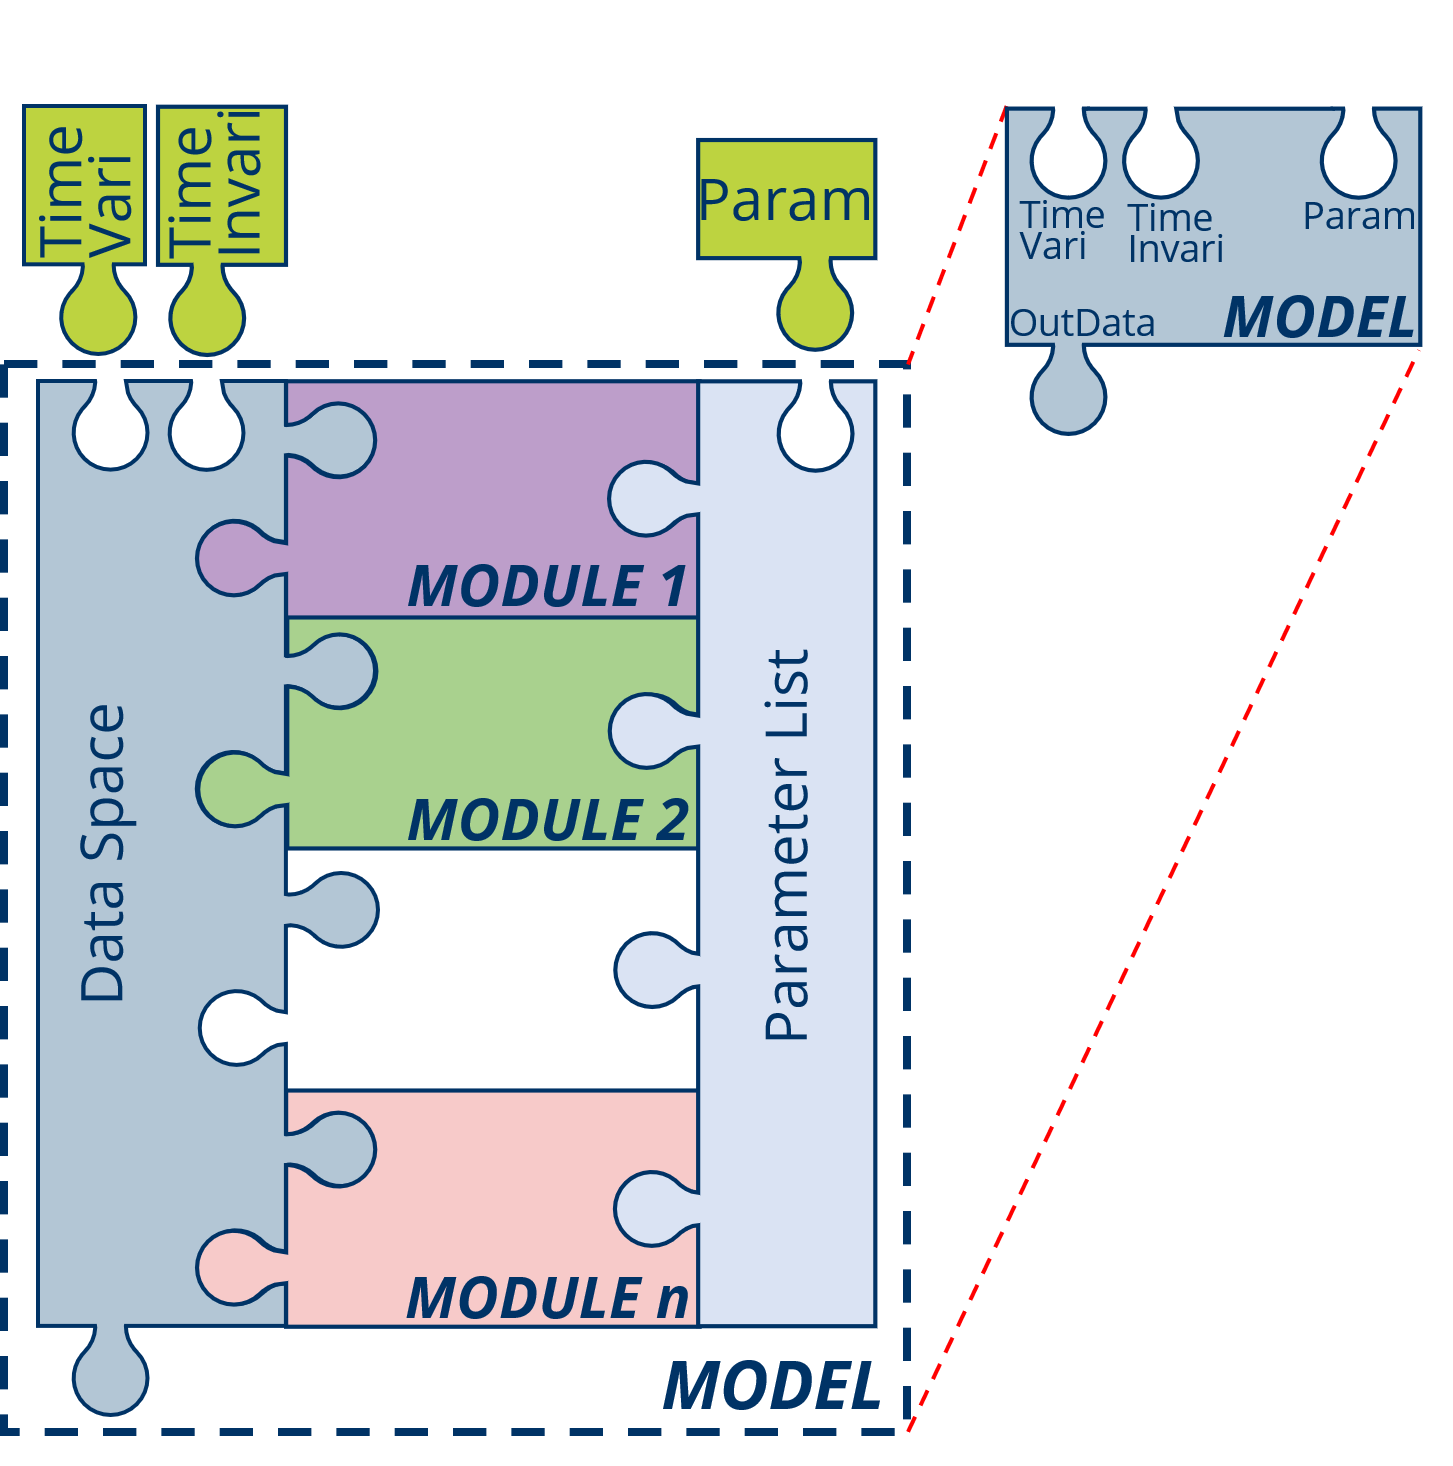 Time
Vari
Time
Invari
Param
Time
Vari
Time
Invari
Param
OutData
MODEL
Data Space
MODULE 1
MODULE 2
MODULE n
Parameter List
MODEL